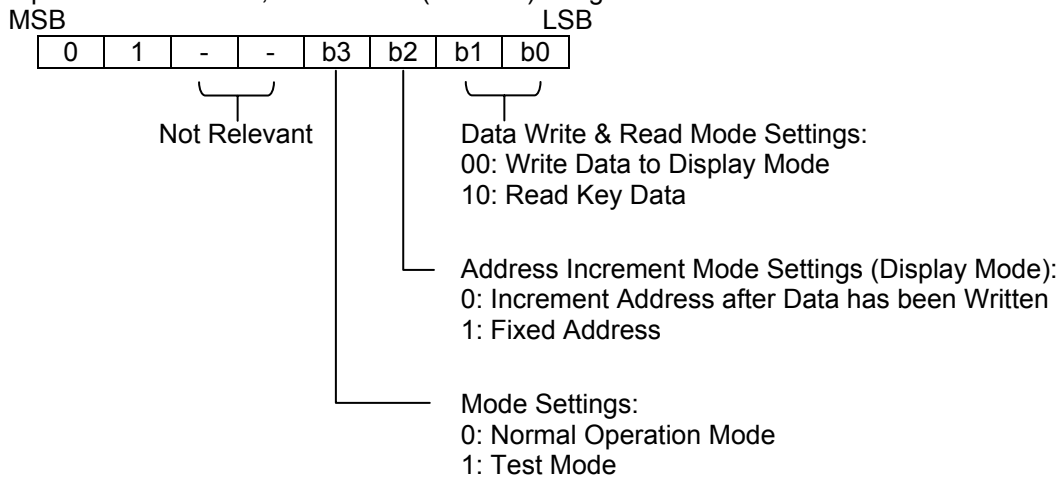 MSB LSB
0 1 - - b3 b2 b1 b0
Not Relevant
Data Write & Read Mode Settings:
00: Write Data to Display Mode
10: Read Key Data
Address Increment Mode Settings (Display Mode):
0: Increment Address after Data has been Written
1: Fixed Address
Mode Settings:
0: Normal Operation Mode
1: Test Mode